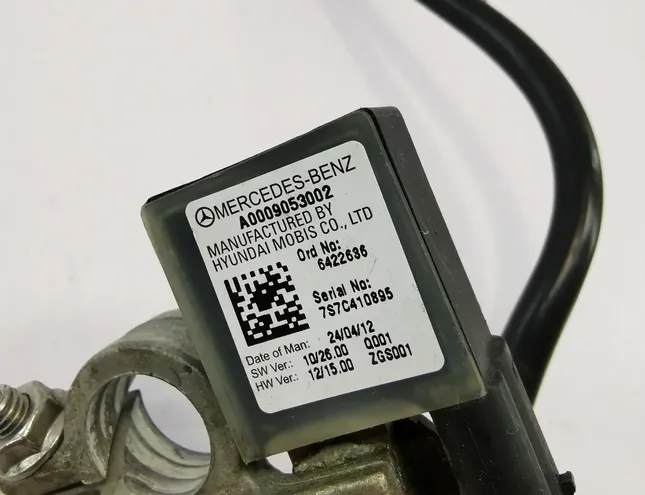 MERCEDES-BENZ
A0009053002
MANUFACTURED BY
HYUNDAI MOBIS CO., LTD
Ord No:
6422636
Serial No:
7S7C410895
Date of Man: 24/04/12
SW Ver.: 10/26.00 Q001
HW Ver.: 12/15.00 ZGS001